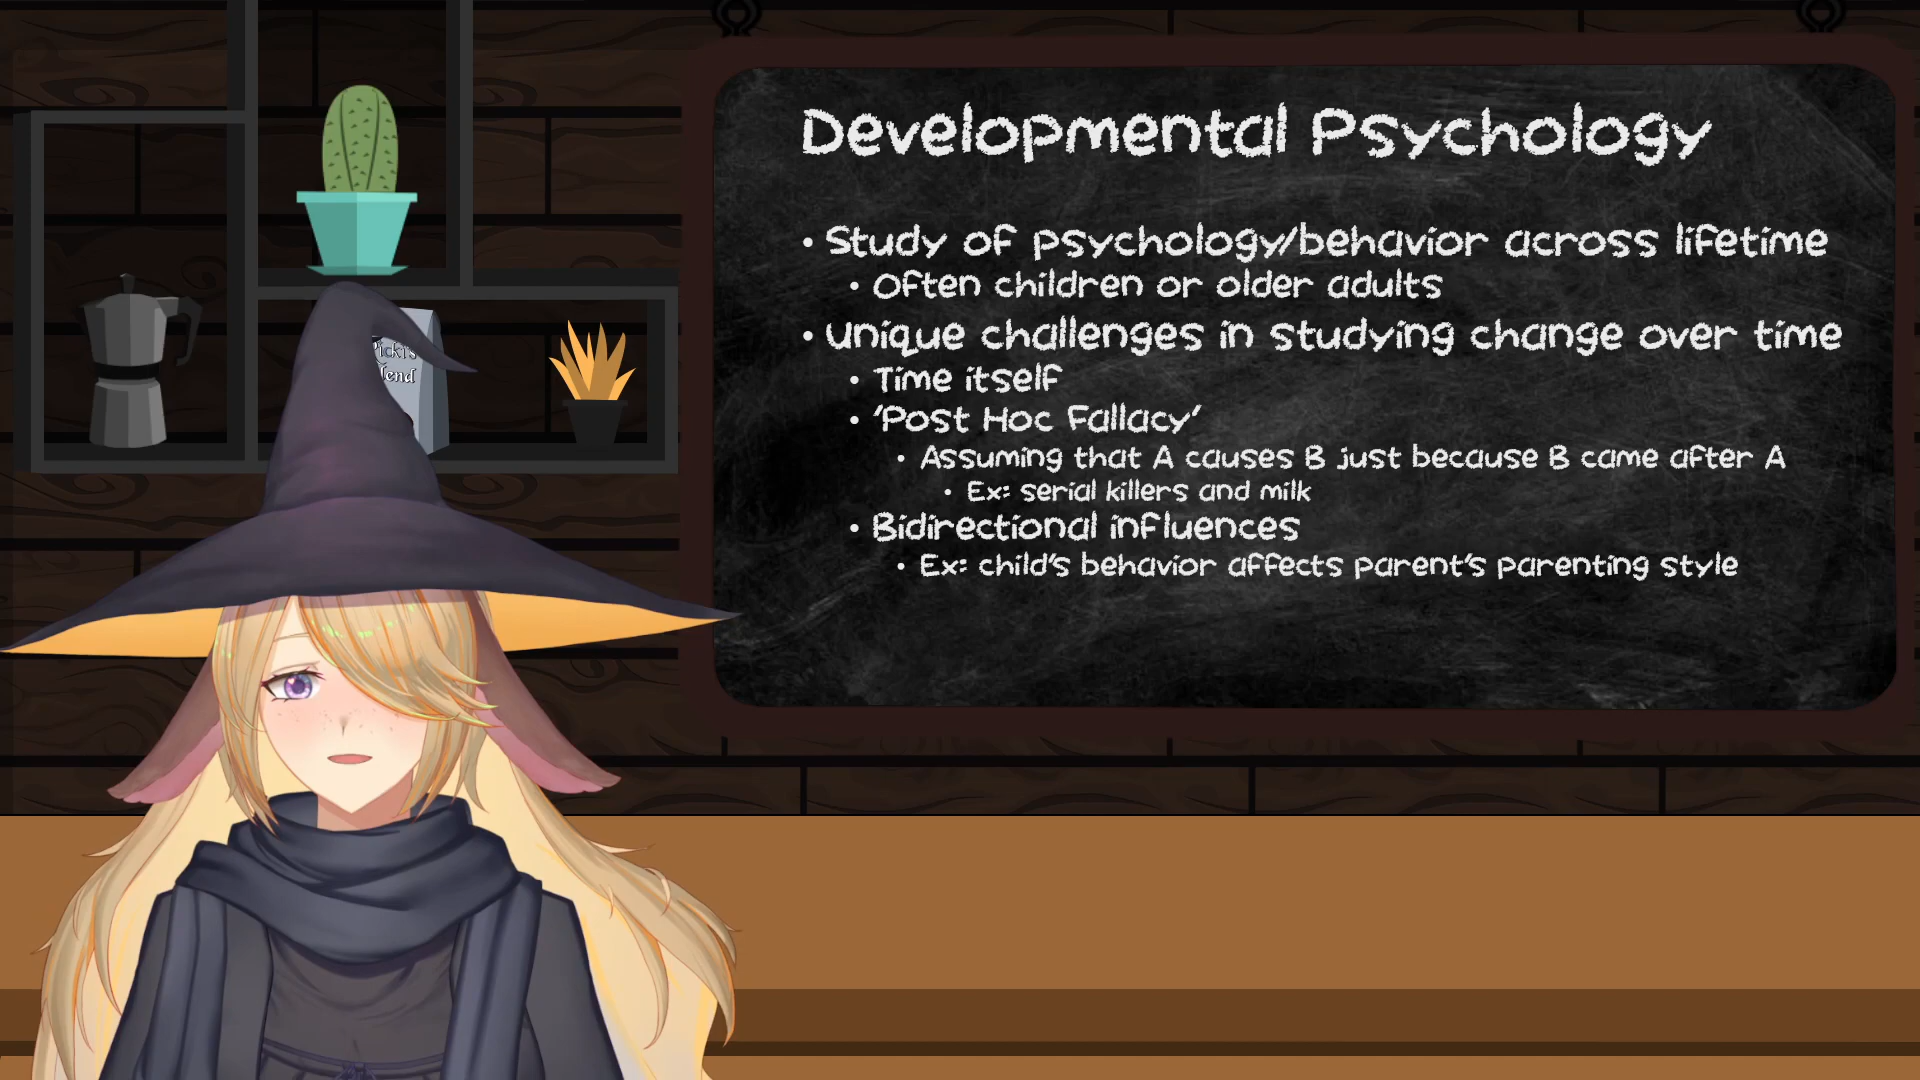 Developmental Psychology
• Study of psychology/behavior across lifetime
• Often children or older adults
• Unique challenges in studying change over time
• Time itself
• 'Post Hoc Fallacy'
• Assuming that A causes B just because B came after A
• Ex: serial killers and milk
• Bidirectional influences
• Ex: child's behavior affects parent's parenting style